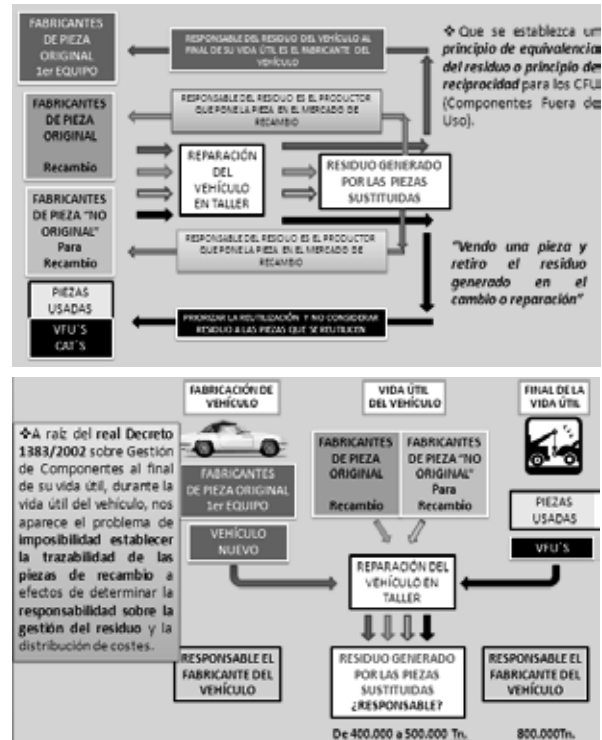 FABRICANTES
DE PIEZA
ORIGINAL
1er EQUIPO
RESPONSABLE DEL RESIDUO DEL VEHÍCULO AL
FINAL DE SU VIDA ÚTIL ES EL FABRICANTE DEL
VEHÍCULO
❖ Que se establezca un
principio de equivalencia
del residuo o principio de
reciprocidad para los CFU
(Componentes Fuera de
Uso).
FABRICANTES
DE PIEZA
ORIGINAL
Recambio
RESPONSABLE DEL RESIDUO ES EL PRODUCTOR
QUE PONE LA PIEZA EN EL MERCADO DE
RECAMBIO
REPARACIÓN
DEL
VEHÍCULO
EN TALLER
RESIDUO GENERADO
POR LAS PIEZAS
SUSTITUIDAS
FABRICANTES
DE PIEZA "NO
ORIGINAL"
Para
Recambio
RESPONSABLE DEL RESIDUO ES EL PRODUCTOR
QUE PONE LA PIEZA EN EL MERCADO DE
RECAMBIO
"Vendo una pieza y
retiro el residuo
generado en el
cambio o reparación"
PIEZAS
USADAS
VFU´S
CAT´S
PRIORIZAR LA REUTILIZACIÓN Y NO CONSIDERAR
RESIDUO A LAS PIEZAS QUE SE REUTILICEN
FABRICACIÓN DE
VEHÍCULO
VIDA ÚTIL
DEL VEHÍCULO
FINAL DE LA
VIDA ÚTIL
❖A raíz del real Decreto
1383/2002 sobre Gestión
de Componentes al final
de su vida útil, durante la
vida útil del vehículo, nos
aparece el problema de
imposibilidad establecer
la trazabilidad de las
piezas de recambio a
efectos de determinar la
responsabilidad sobre la
gestión del residuo y la
distribución de costes.
FABRICANTES
DE PIEZA ORIGINAL
1er EQUIPO
VEHÍCULO
NUEVO
FABRICANTES
DE PIEZA
ORIGINAL
Recambio
FABRICANTES
DE PIEZA "NO
ORIGINAL"
Para
Recambio
PIEZAS
USADAS
VFU´S
REPARACIÓN DEL
VEHÍCULO EN
TALLER
RESPONSABLE EL
FABRICANTE DEL
VEHÍCULO
RESIDUO GENERADO
POR LAS PIEZAS
SUSTITUIDAS
¿RESPONSABLE?
RESPONSABLE EL
FABRICANTE DEL
VEHÍCULO
De 400.000 a 500.000 Tn.
800.000Tn.